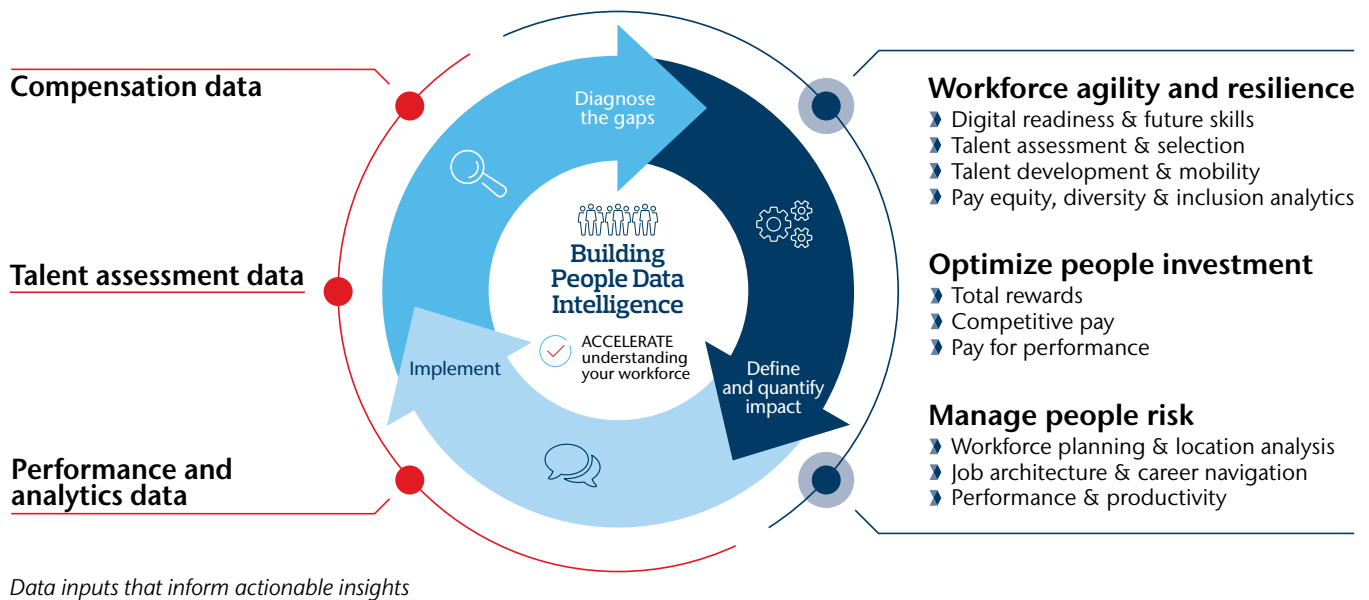 Compensation data
Talent assessment data
Performance and
analytics data
Diagnose
the gaps
Building
People Data
Intelligence
ACCELERATE
understanding
your workforce
Implement
Define
and quantify
impact
Workforce agility and resilience
Digital readiness & future skills
Talent assessment & selection
Talent development & mobility
Pay equity, diversity & inclusion analytics
Optimize people investment
Total rewards
Competitive pay
Pay for performance
Manage people risk
Workforce planning & location analysis
Job architecture & career navigation
Performance & productivity
Data inputs that inform actionable insights